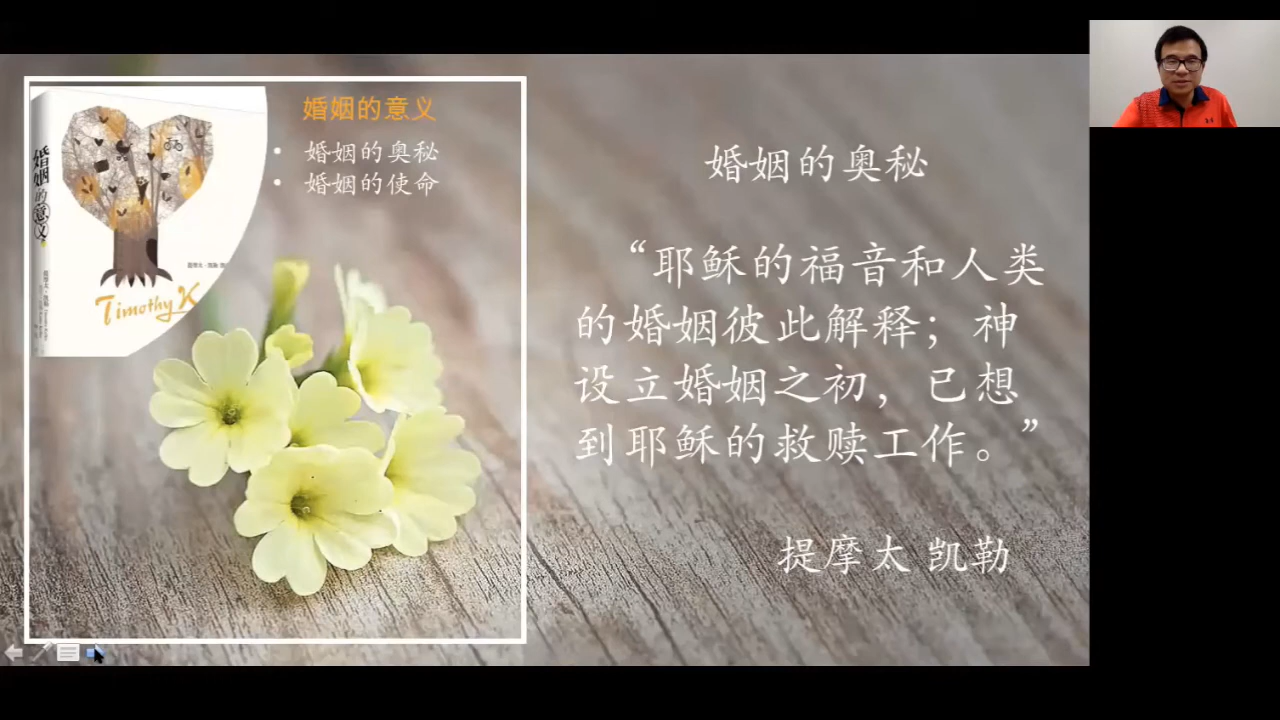 婚姻的意义
• 婚姻的奥秘
• 婚姻的使命
婚姻的意义
Timothy K
婚姻的奥秘
“耶稣的福音和人类
的婚姻彼此解释；神
设立婚姻之初，已想
到耶稣的救赎工作。”
提摩太 凯勒